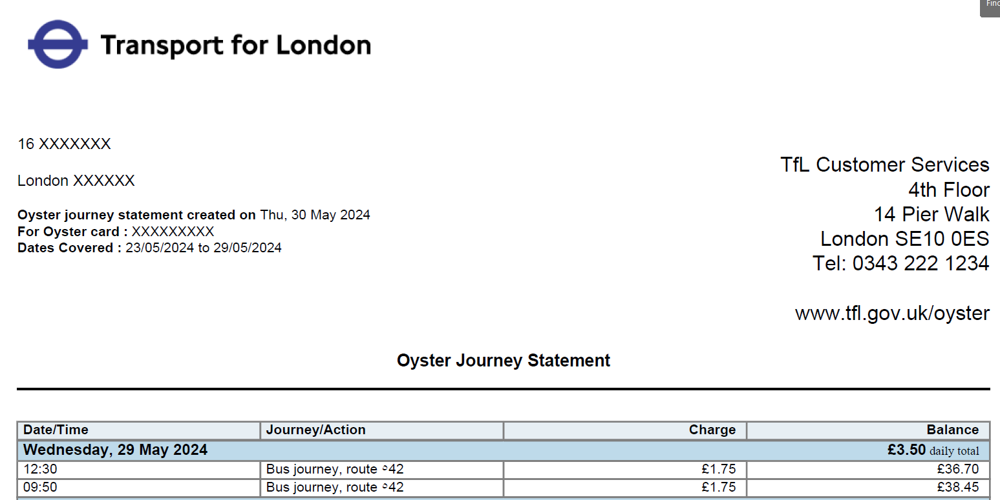 Transport for London
16 XXXXXXX
London XXXXXX
Oyster journey statement created on Thu, 30 May 2024
For Oyster card : XXXXXXXXX
Dates Covered : 23/05/2024 to 29/05/2024
TfL Customer Services
4th Floor
14 Pier Walk
London SE10 0ES
Tel: 0343 222 1234
www.tfl.gov.uk/oyster
Oyster Journey Statement
Date/Time Journey/Action Charge Balance
Wednesday, 29 May 2024 £3.50 daily total
12:30 Bus journey, route 42 £1.75 £36.70
09:50 Bus journey, route 42 £1.75 £38.45